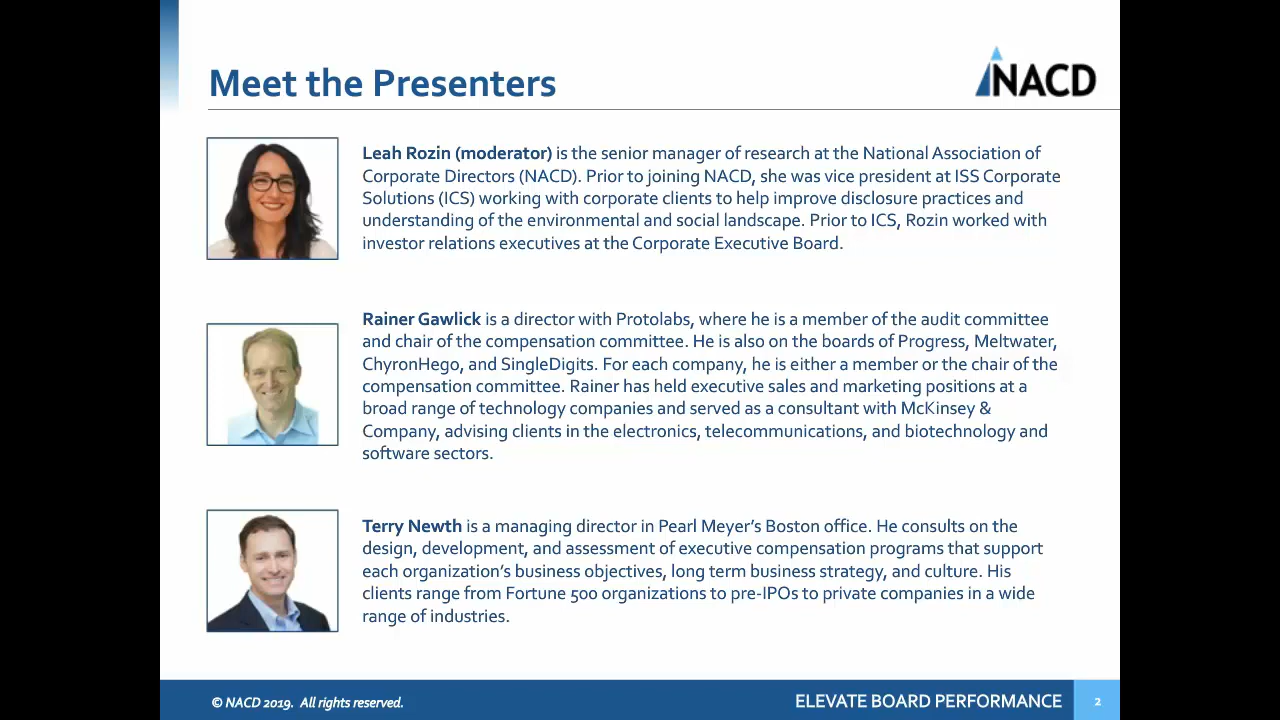 Meet the Presenters
NACD
Leah Rozin (moderator) is the senior manager of research at the National Association of
Corporate Directors (NACD). Prior to joining NACD, she was vice president at ISS Corporate
Solutions (ICS) working with corporate clients to help improve disclosure practices and
understanding of the environmental and social landscape. Prior to ICS, Rozin worked with
investor relations executives at the Corporate Executive Board.
Rainer Gawlick is a director with Protolabs, where he is a member of the audit committee
and chair of the compensation committee. He is also on the boards of Progress, Meltwater,
ChyronHego, and SingleDigits. For each company, he is either a member or the chair of the
compensation committee. Rainer has held executive sales and marketing positions at a
broad range of technology companies and served as a consultant with McKinsey &
Company, advising clients in the electronics, telecommunications, and biotechnology and
software sectors.
Terry Newth is a managing director in Pearl Meyer's Boston office. He consults on the
design, development, and assessment of executive compensation programs that support
each organization's business objectives, long term business strategy, and culture. His
clients range from Fortune 500 organizations to pre-IPOs to private companies in a wide
range of industries.
© NACD 2019. All rights reserved.
ELEVATE BOARD PERFORMANCE
2